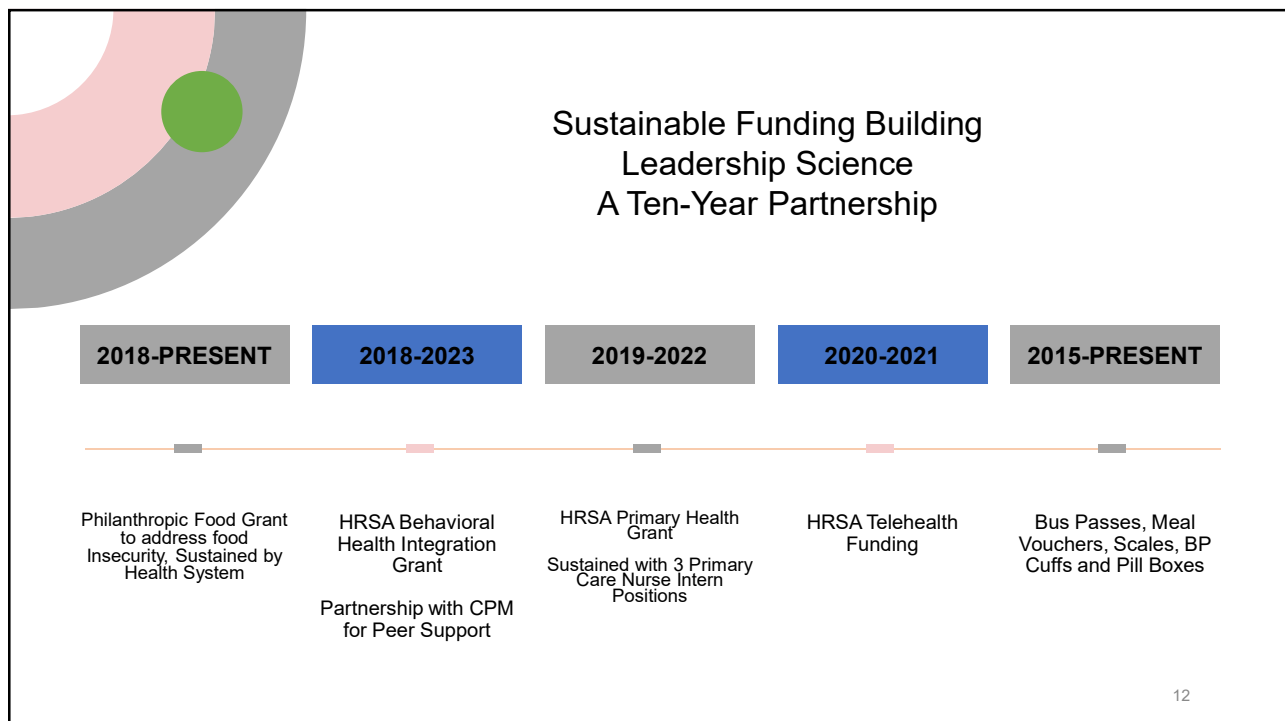 Sustainable Funding Building
Leadership Science
A Ten-Year Partnership
2018-PRESENT
2018-2023
2019-2022
2020-2021
2015-PRESENT
Philanthropic Food Grant
to address food
Insecurity, Sustained by
Health System
HRSA Behavioral
Health Integration
Grant
Partnership with CPM
for Peer Support
HRSA Primary Health
Grant
Sustained with 3 Primary
Care Nurse Intern
Positions
HRSA Telehealth
Funding
Bus Passes, Meal
Vouchers, Scales, BP
Cuffs and Pill Boxes
12